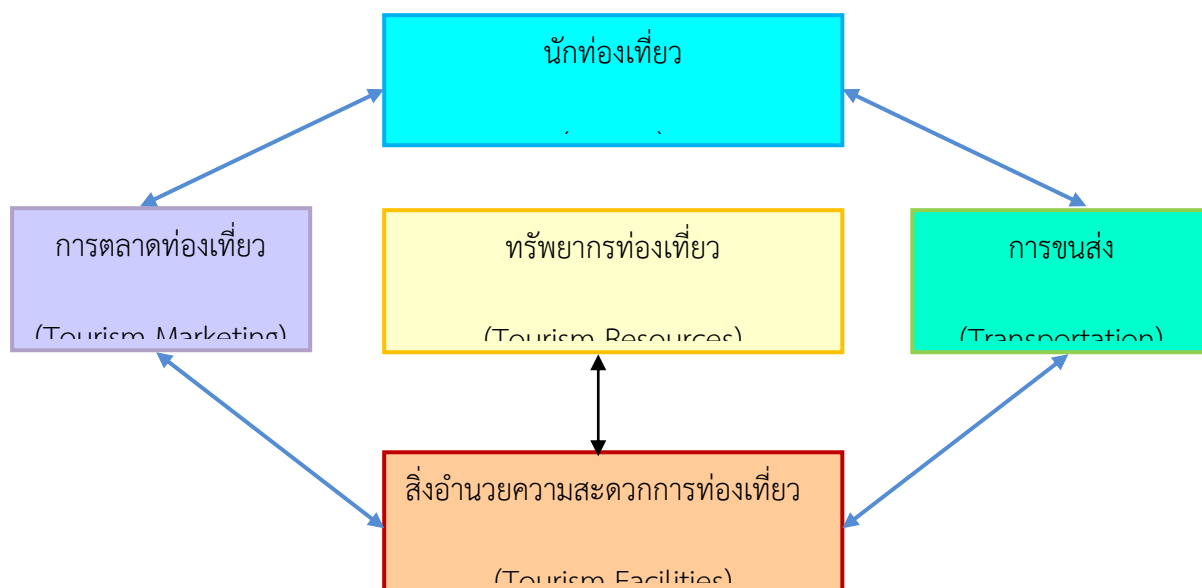 นักท่องเที่ยว
การตลาดท่องเที่ยว
(Tourism Marketing)
ทรัพยากรท่องเที่ยว
(Tourism Resources)
การขนส่ง
(Transportation)
สิ่งอำนวยความสะดวกการท่องเที่ยว
(Tourism Facilities)